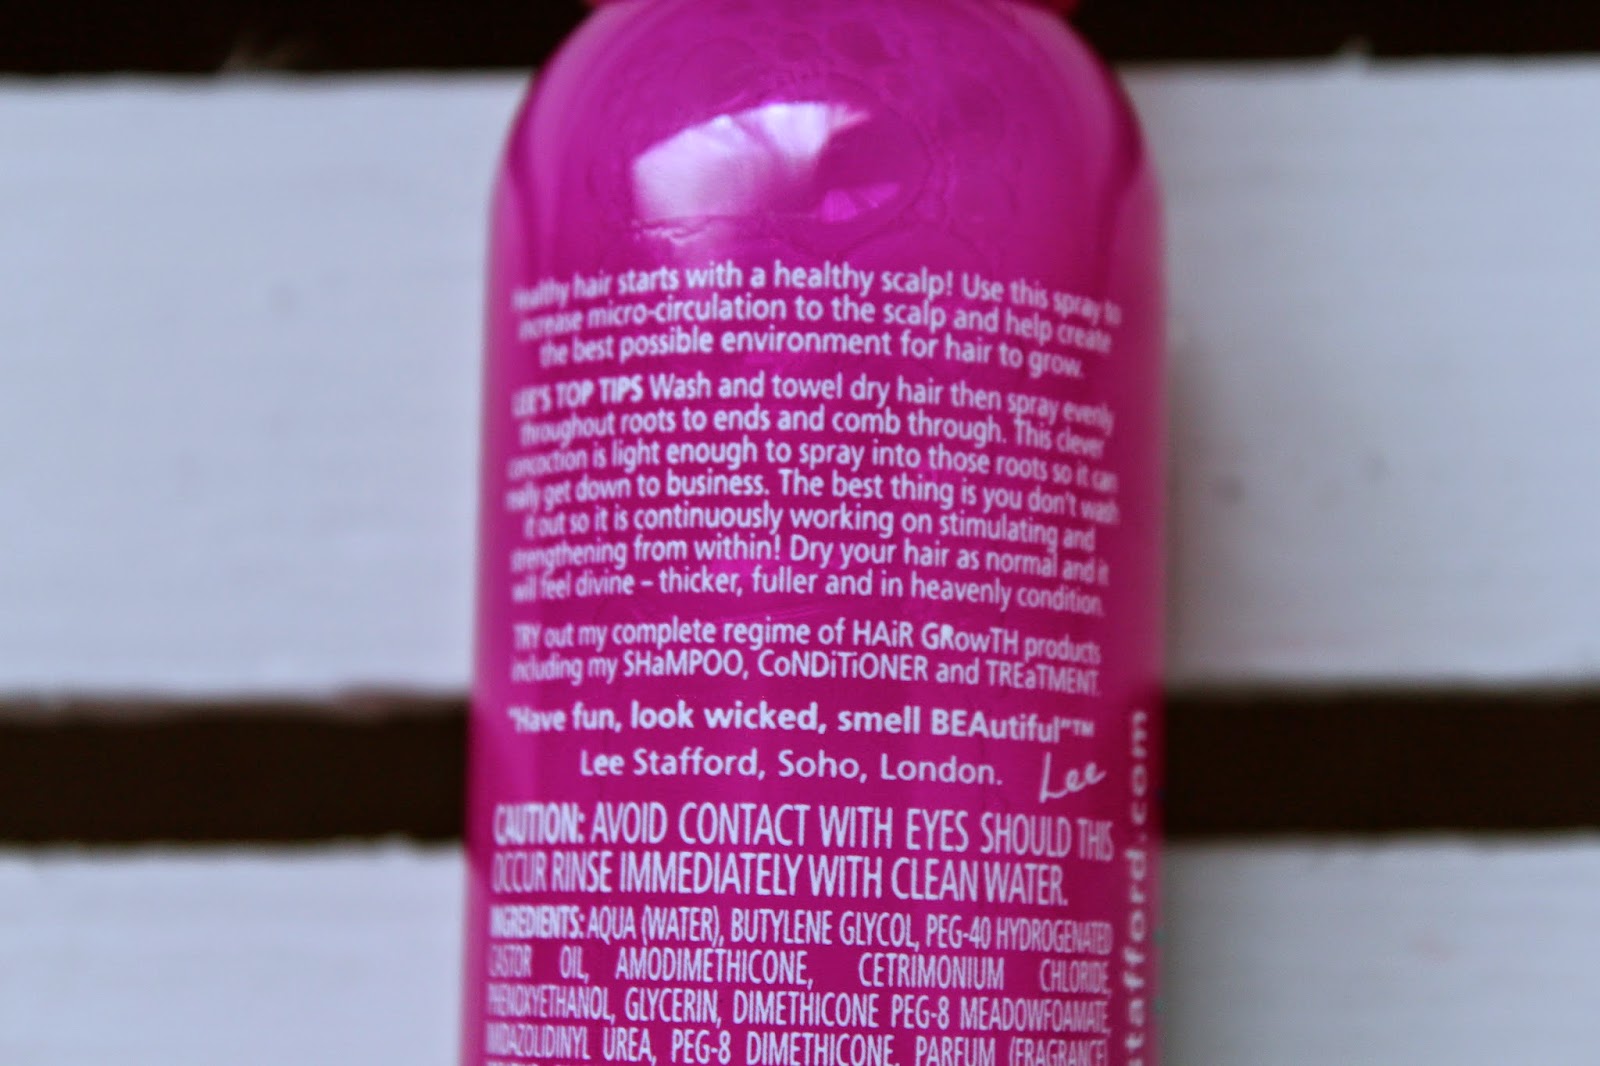 Healthy hair starts with a healthy scalp! Use this spray to
increase micro-circulation to the scalp and help create
the best possible environment for hair to grow.
LEE'S TOP TIPS Wash and towel dry hair then spray evenly
throughout roots to ends and comb through. This clever
concoction is light enough to spray into those roots so it can
really get down to business. The best thing is you don't wash
it out so it is continuously working on stimulating and
strengthening from within! Dry your hair as normal and it
will feel divine – thicker, fuller and in heavenly condition.
TRY out my complete regime of HAiR GRowTH products
including my SHaMPOO, CoNDiTiONER and TREaTMENT.
"Have fun, look wicked, smell BEAutiful"™
Lee Stafford, Soho, London. Lee
CAUTION: AVOID CONTACT WITH EYES SHOULD THIS
OCCUR RINSE IMMEDIATELY WITH CLEAN WATER.
INGREDIENTS: AQUA (WATER), BUTYLENE GLYCOL, PEG-40 HYDROGENATED
CASTOR OIL, AMODIMETHICONE, CETRIMONIUM CHLORIDE,
PHENOXYETHANOL, GLYCERIN, DIMETHICONE PEG-8 MEADOWFOAMATE,
IMIDAZOLIDINYL UREA, PEG-8 DIMETHICONE, PARFUM (FRAGRANCE)
tafford.com